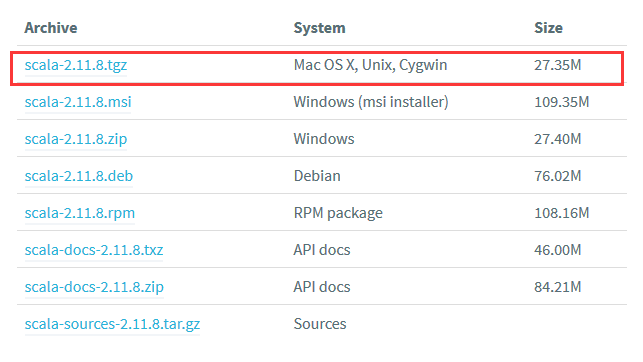 Archive System Size
scala-2.11.8.tgz Mac OS X, Unix, Cygwin 27.35M
scala-2.11.8.msi Windows (msi installer) 109.35M
scala-2.11.8.zip Windows 27.40M
scala-2.11.8.deb Debian 76.02M
scala-2.11.8.rpm RPM package 108.16M
scala-docs-2.11.8.txz API docs 46.00M
scala-docs-2.11.8.zip API docs 84.21M
scala-sources-2.11.8.tar.gz Sources